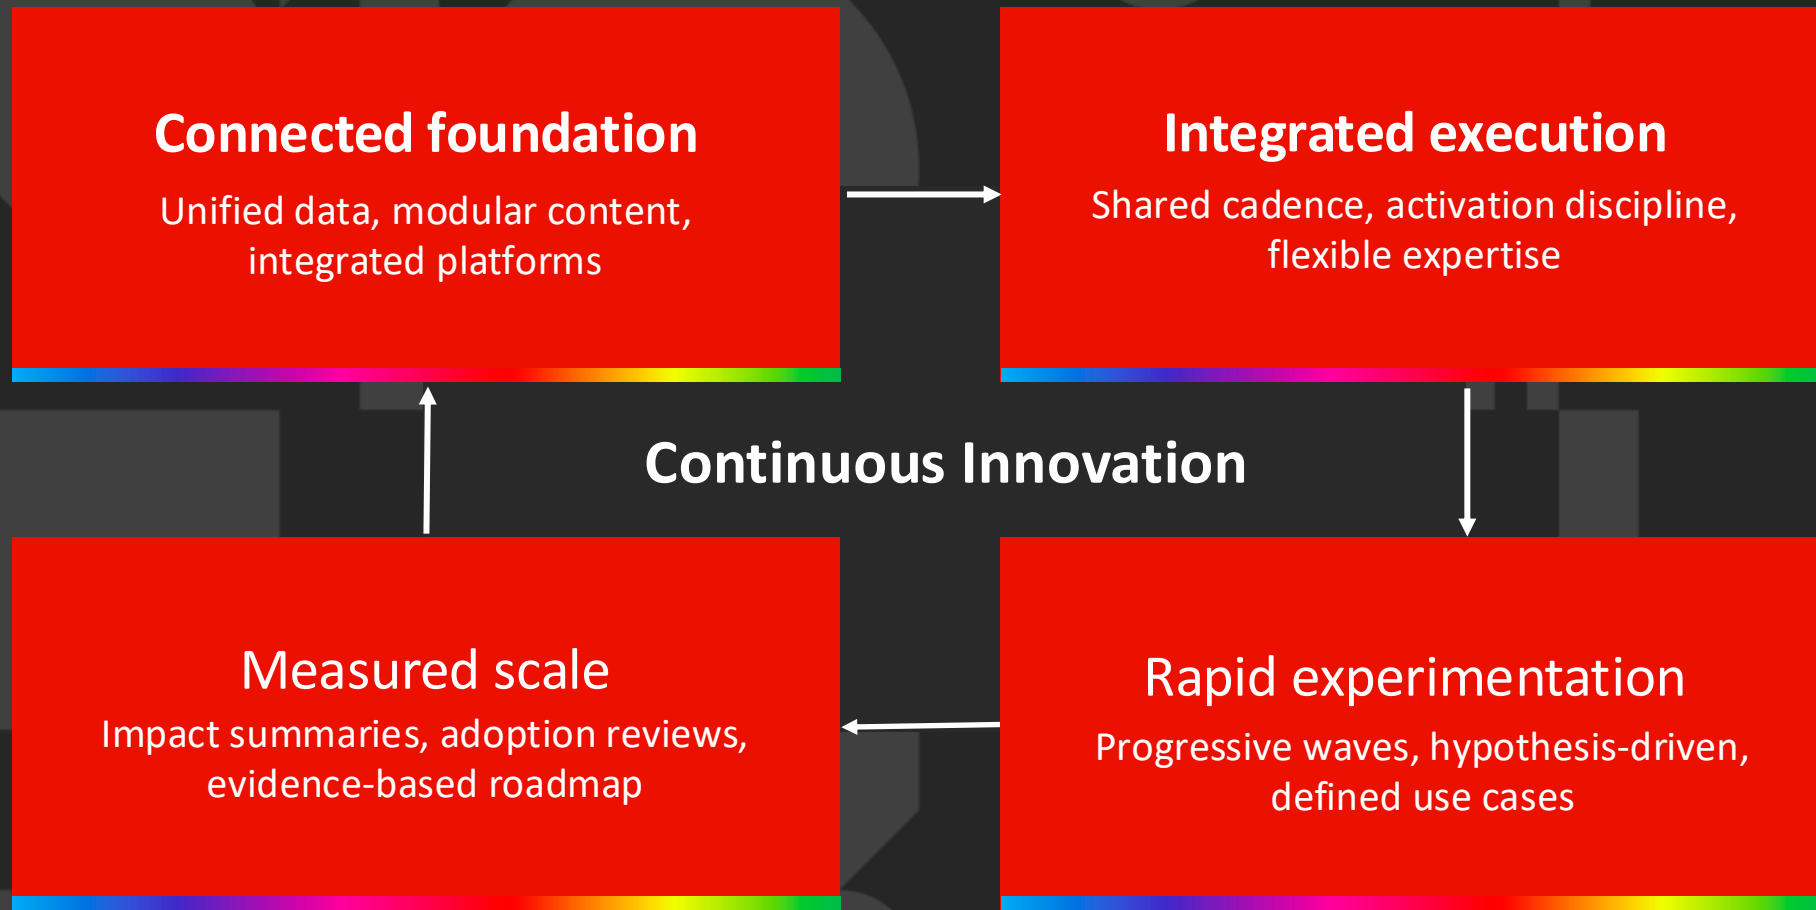 Connected foundation
Unified data, modular content,
integrated platforms
Integrated execution
Shared cadence, activation discipline,
flexible expertise
Continuous Innovation
Measured scale
Impact summaries, adoption reviews,
evidence-based roadmap
Rapid experimentation
Progressive waves, hypothesis-driven,
defined use cases